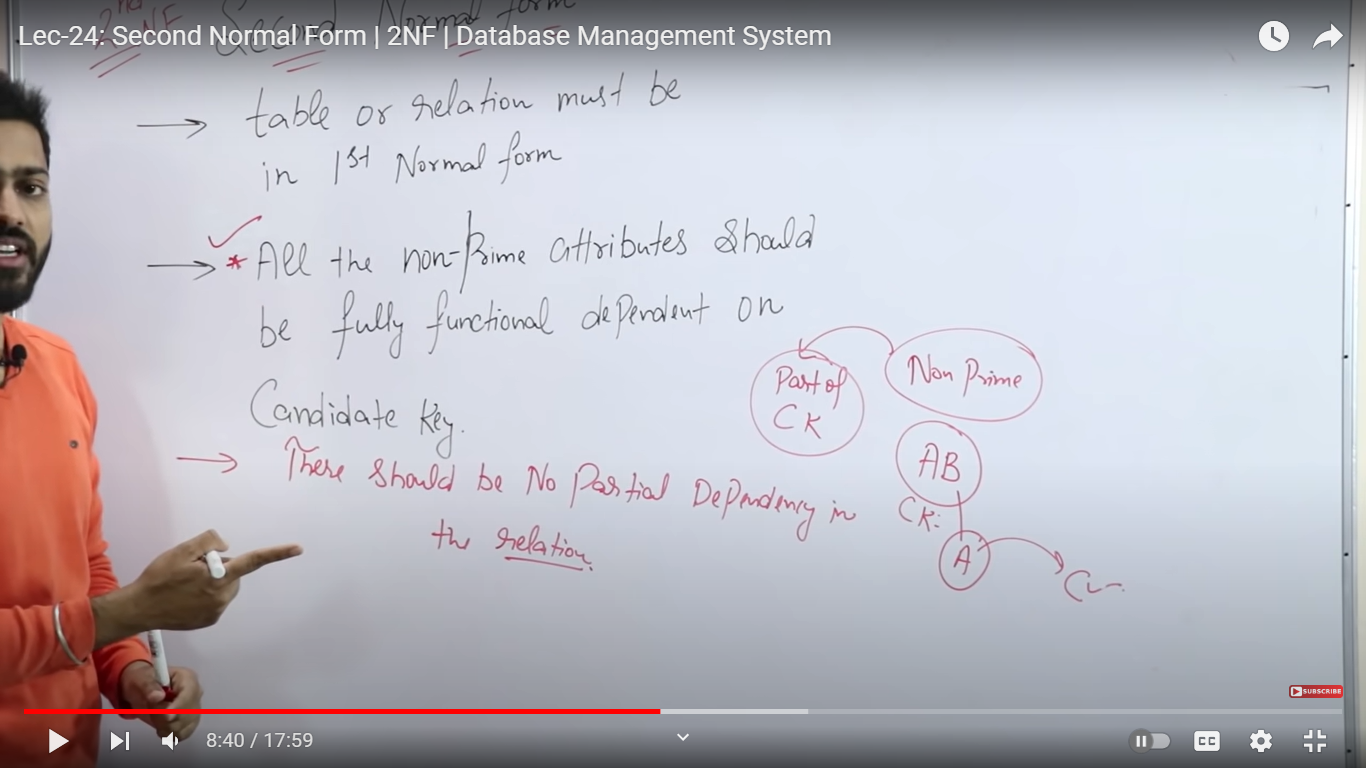 Lec-24: Second Normal Form | 2NF | Database Management System
2nd NF Second Normal form
table or relation must be
in 1st Normal form
* All the non-Prime attributes should
be fully functional dependent on
Candidate Key.
Part of
CK
Non Prime
AB
CK:
A
There should be No Partial Dependency in
the relation.
SUBSCRIBE
8:40 / 17:59
CC